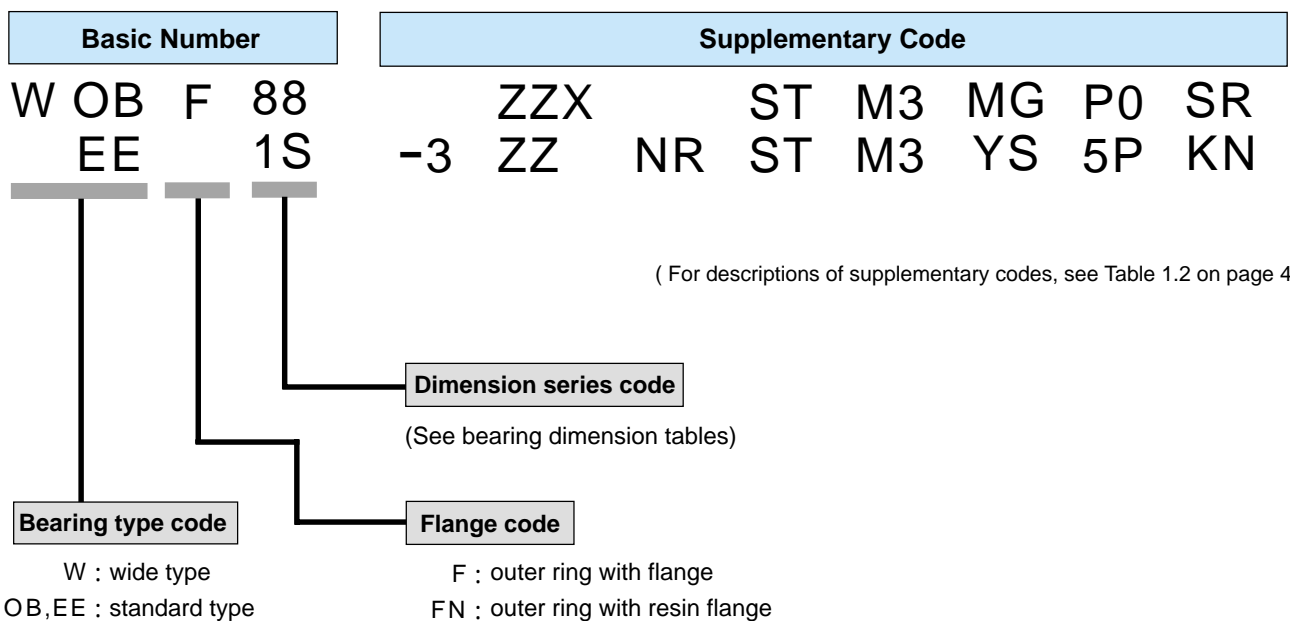 Basic Number Supplementary Code
W OB F 88 ZZX ST M3 MG P0 SR
EE 1S -3 ZZ NR ST M3 YS 5P KN
( For descriptions of supplementary codes, see Table 1.2 on page 4
Dimension series code
(See bearing dimension tables)
Bearing type code
W : wide type
OB,EE : standard type
Flange code
F : outer ring with flange
FN : outer ring with resin flange